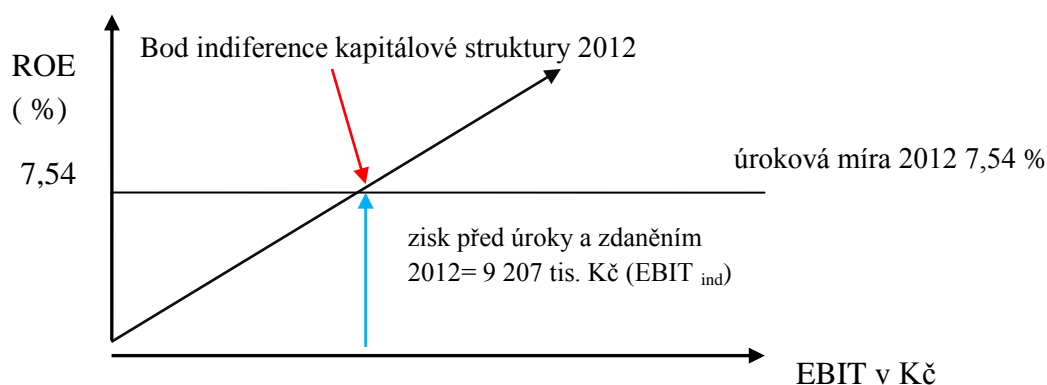 Bod indiference kapitálové struktury 2012
ROE
( %)
7,54
úroková míra 2012 7,54 %
zisk před úroky a zdaněním
2012= 9 207 tis. Kč (EBIT ind)
EBIT v Kč